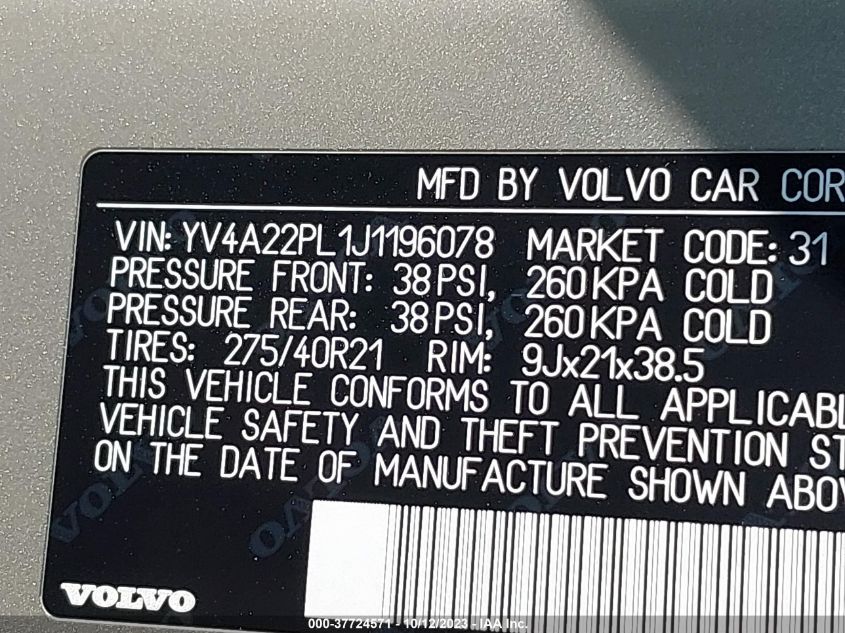 MFD BY VOLVO CAR COR
VIN: YV4A22PL1J1196078 MARKET CODE: 31
PRESSURE FRONT: 38PSI, 260KPA COLD
PRESSURE REAR: 38PSI, 260KPA COLD
TIRES: 275/40R21 RIM: 9Jx21x38.5
THIS VEHICLE CONFORMS TO ALL APPLICABL
VEHICLE SAFETY AND THEFT PREVENTION ST
ON THE DATE OF MANUFACTURE SHOWN ABOV
VOLVO
VOLVO
000-37724571 - 10/12/2023 - IAA Inc.